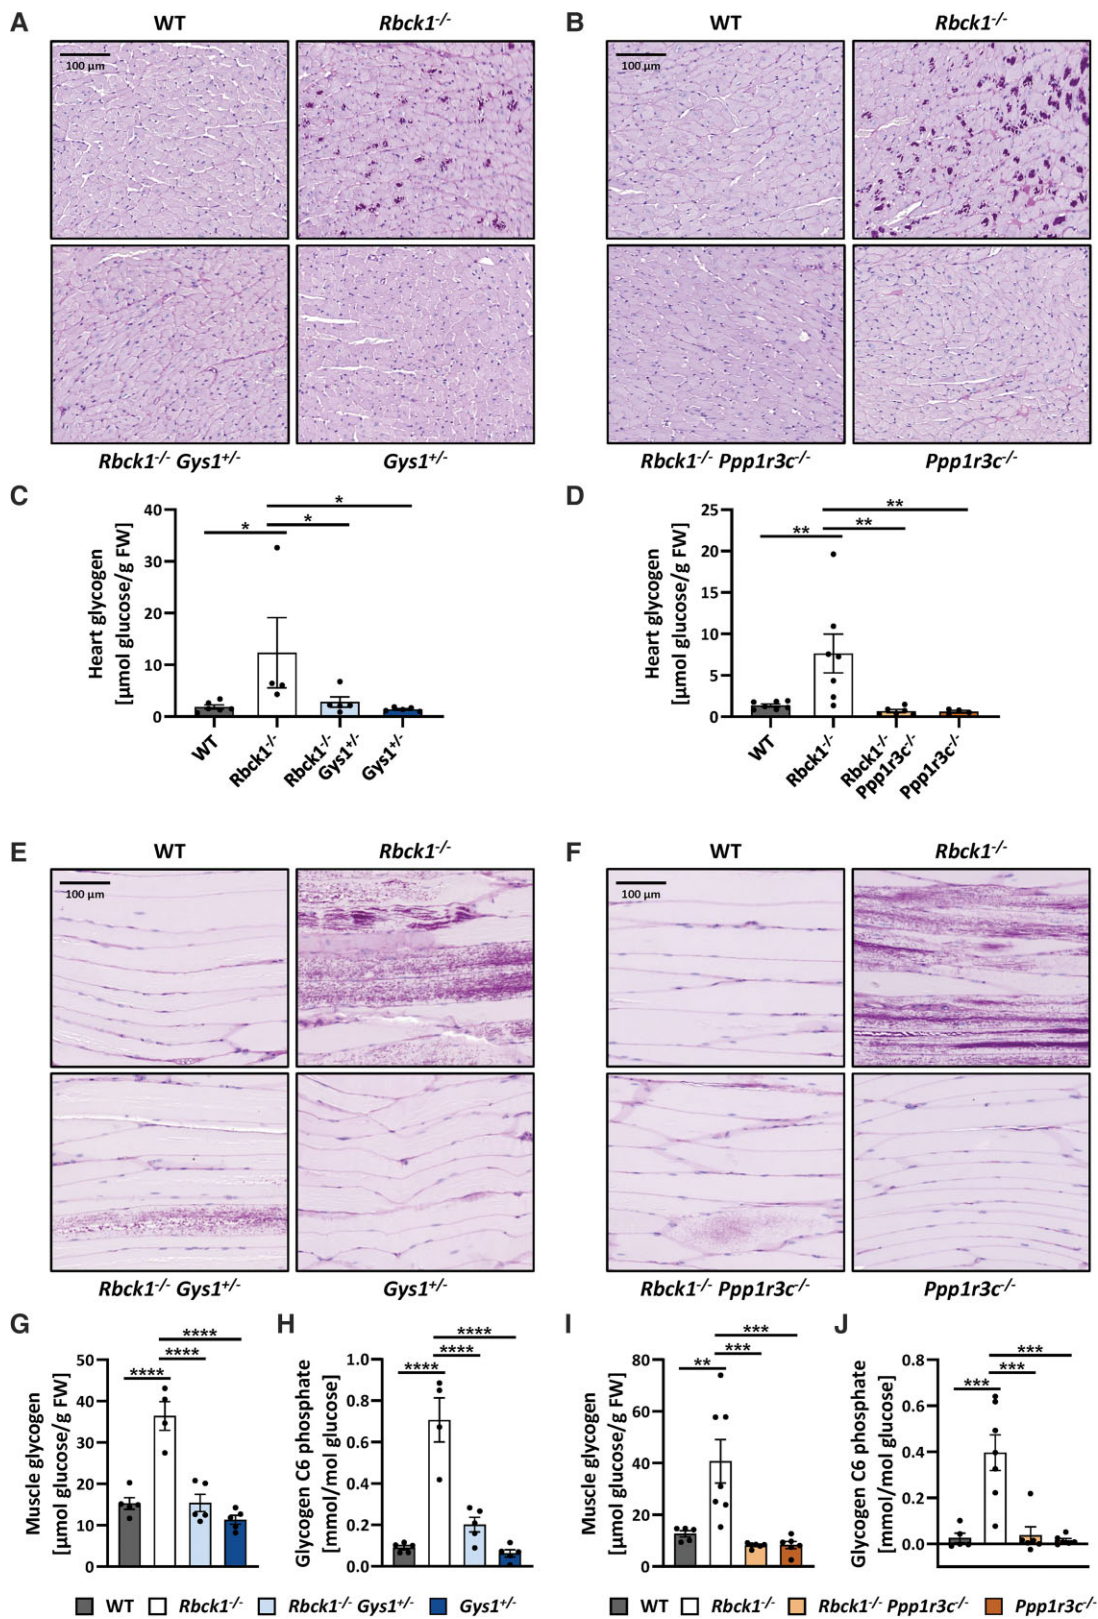 A WT Rbck1-/- B WT Rbck1-/-
100 μm 100 μm
Rbck1-/- Gys1+/- Gys1+/- Rbck1-/- Ppp1r3c-/- Ppp1r3c-/-
C
Heart glycogen
[μmol glucose/g FW]
40
30
20
10
0
*
*
*
WT
Rbck1-/-
Rbck1-/-
Gys1+/-
Gys1+/-
D
Heart glycogen
[μmol glucose/g FW]
25
20
15
10
5
0
**
**
**
WT
Rbck1-/-
Rbck1-/-
Ppp1r3c-/-
Ppp1r3c-/-
E WT Rbck1-/- F WT Rbck1-/-
100 μm 100 μm
Rbck1-/- Gys1+/- Gys1+/- Rbck1-/- Ppp1r3c-/- Ppp1r3c-/-
G
Muscle glycogen
[μmol glucose/g FW]
50
40
30
20
10
0
****
****
****
H
Glycogen C6 phosphate
[mmol/mol glucose]
1.0
0.8
0.6
0.4
0.2
0.0
****
****
****
I
Muscle glycogen
[μmol glucose/g FW]
80
60
40
20
0
***
***
**
J
Glycogen C6 phosphate
[mmol/mol glucose]
0.8
0.6
0.4
0.2
0.0
***
***
***
WT Rbck1-/- Rbck1-/- Gys1+/- Gys1+/-
WT Rbck1-/- Rbck1-/- Ppp1r3c-/- Ppp1r3c-/-